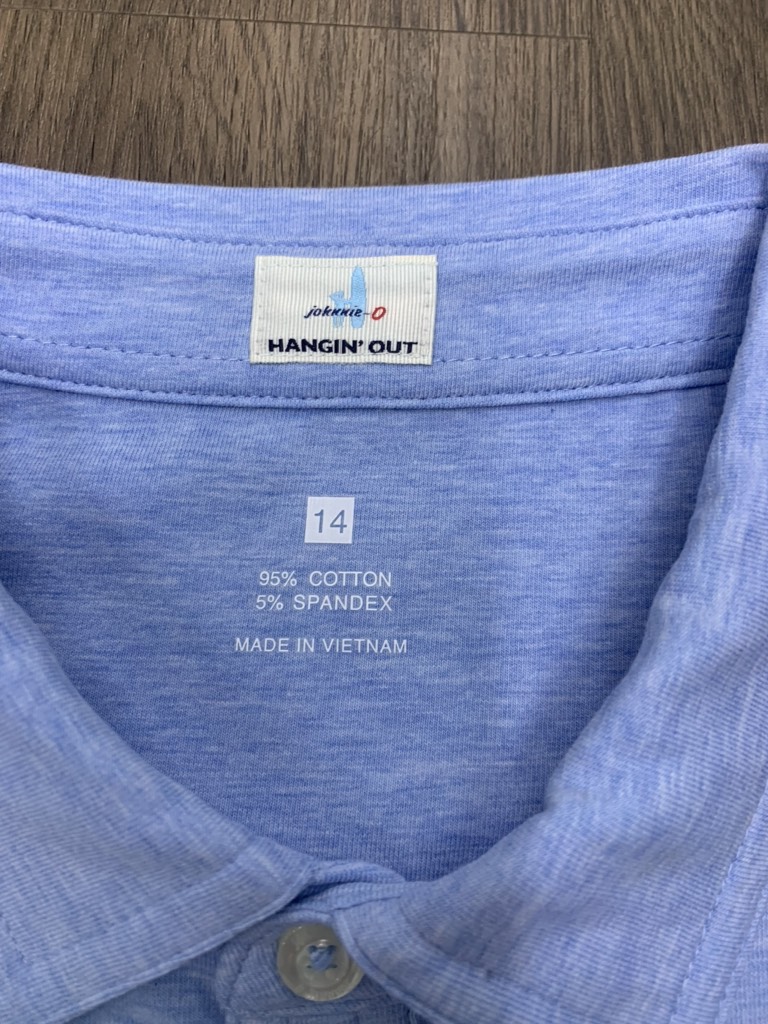 johnnie-O
HANGIN' OUT
14
95% COTTON
5% SPANDEX
MADE IN VIETNAM